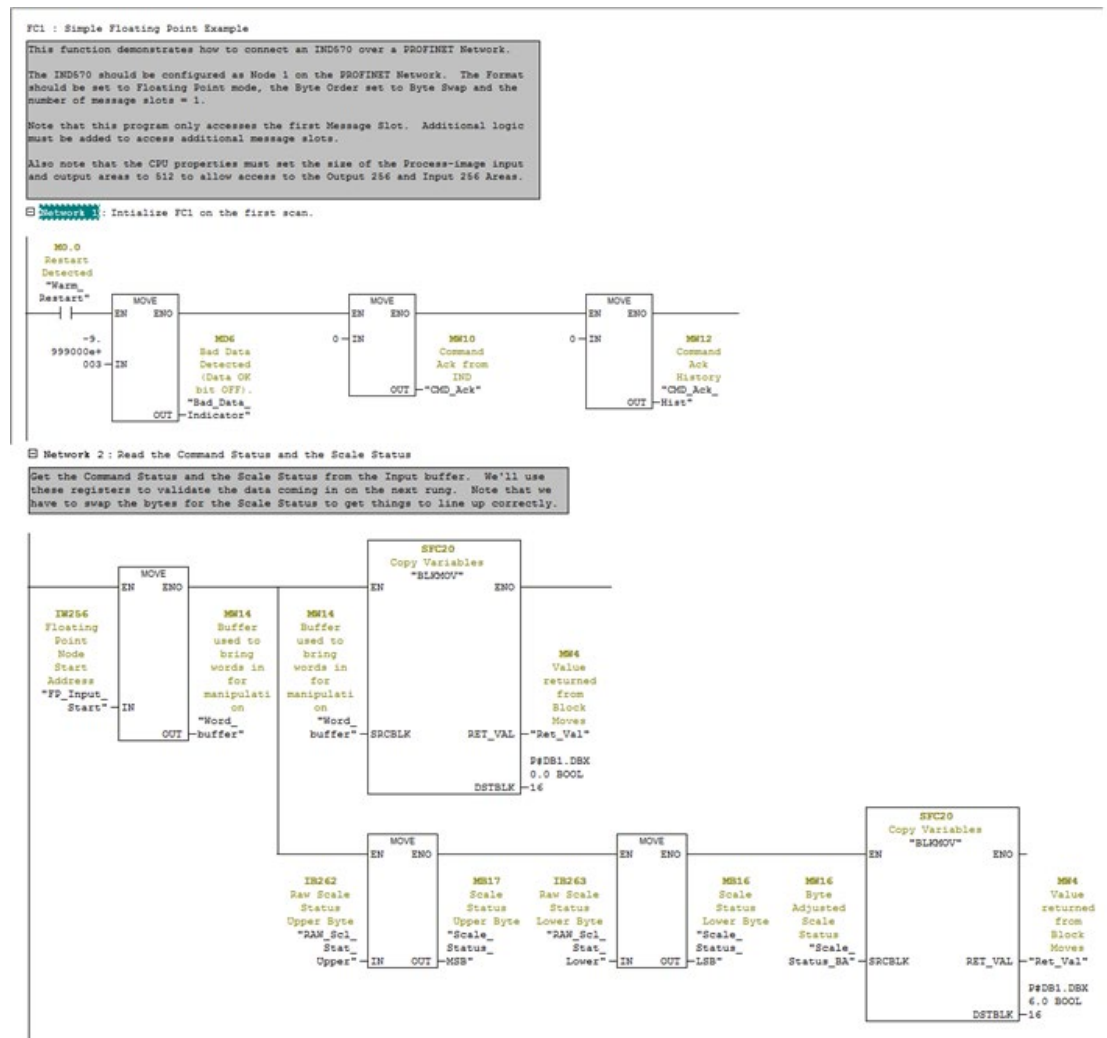 FC1 : Simple Floating Point Example
This function demonstrates how to connect an IND570 over a PROFINET Network.
The IND570 should be configured as Node 1 on the PROFINET Network. The Format
should be set to Floating Point mode, the Byte Order set to Byte Swap and the
number of message slots = 1.
Note that this program only accesses the first Message Slot. Additional logic
must be added to access additional message slots.
Also note that the CPU properties must set the size of the Process-image input
and output areas to 512 to allow access to the Output 256 and Input 256 Areas.
Network 1: Intialize FC1 on the first scan.
M0.0
Restart
Detected
"Warm_
Restart"
MOVE
EN ENO
-9.
999000e+
003 IN
OUT
MD6
Bad Data
Detected
(Data OK
bit OFF).
"Bad_Data_
Indicator"
MOVE
EN ENO
0 IN
OUT
MW10
Command
Ack from
IND
"CMD_Ack"
MOVE
EN ENO
0 IN
OUT
MW12
Command
Ack
History
"CMD_Ack_
Hist"
Network 2: Read the Command Status and the Scale Status
Get the Command Status and the Scale Status from the Input buffer. We'll use
these registers to validate the data coming in on the next rung. Note that we
have to swap the bytes for the Scale Status to get things to line up correctly.
MOVE
EN ENO
IW256
Floating
Point
Node
Start
Address
"FP_Input_
Start" IN
OUT
MW14
Buffer
used to
bring
words in
for
manipulati
on
"Word_
buffer"
MW14
Buffer
used to
bring
words in
for
manipulati
on
"Word_
buffer"
SFC20
Copy Variables
"BLKMOV"
EN ENO
SRCBLK RET_VAL
DSTBLK
MW4
Value
returned
from
Block
Moves
"Ret_Val"
P#DB1.DBX
0.0 BOOL
16
MOVE
EN ENO
IB262
Raw Scale
Status
Upper Byte
"RAW_Scl_
Stat_
Upper" IN OUT
MB17
Scale
Status
Upper Byte
"Scale_
Status_
MSB"
MOVE
EN ENO
IB263
Raw Scale
Status
Lower Byte
"RAW_Scl_
Stat_
Lower" IN OUT
MB16
Scale
Status
Lower Byte
"Scale_
Status_
LSB"
MW16
Byte
Adjusted
Scale
Status
"Scale_
Status_BA"
SFC20
Copy Variables
"BLKMOV"
EN ENO
SRCBLK RET_VAL
DSTBLK
MW4
Value
returned
from
Block
Moves
"Ret_Val"
P#DB1.DBX
6.0 BOOL
16